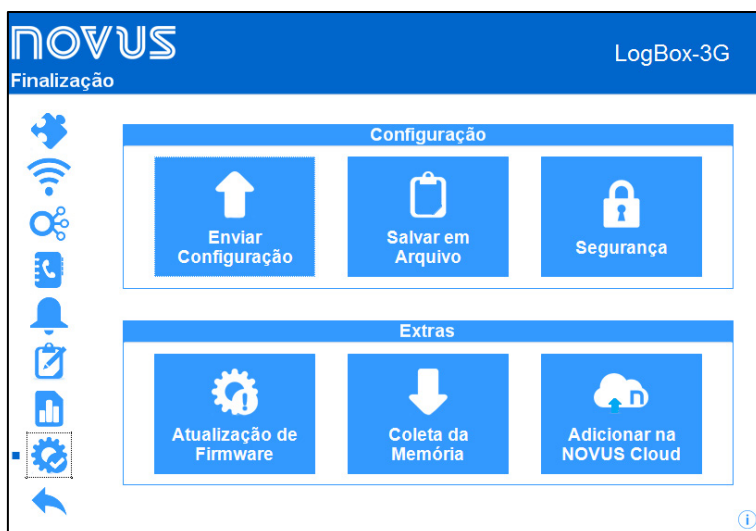 NOVUS
LogBox-3G
Finalização
Configuração
Enviar
Configuração
Salvar em
Arquivo
Segurança
Extras
Atualização de
Firmware
Coleta da
Memória
n
Adicionar na
NOVUS Cloud
i